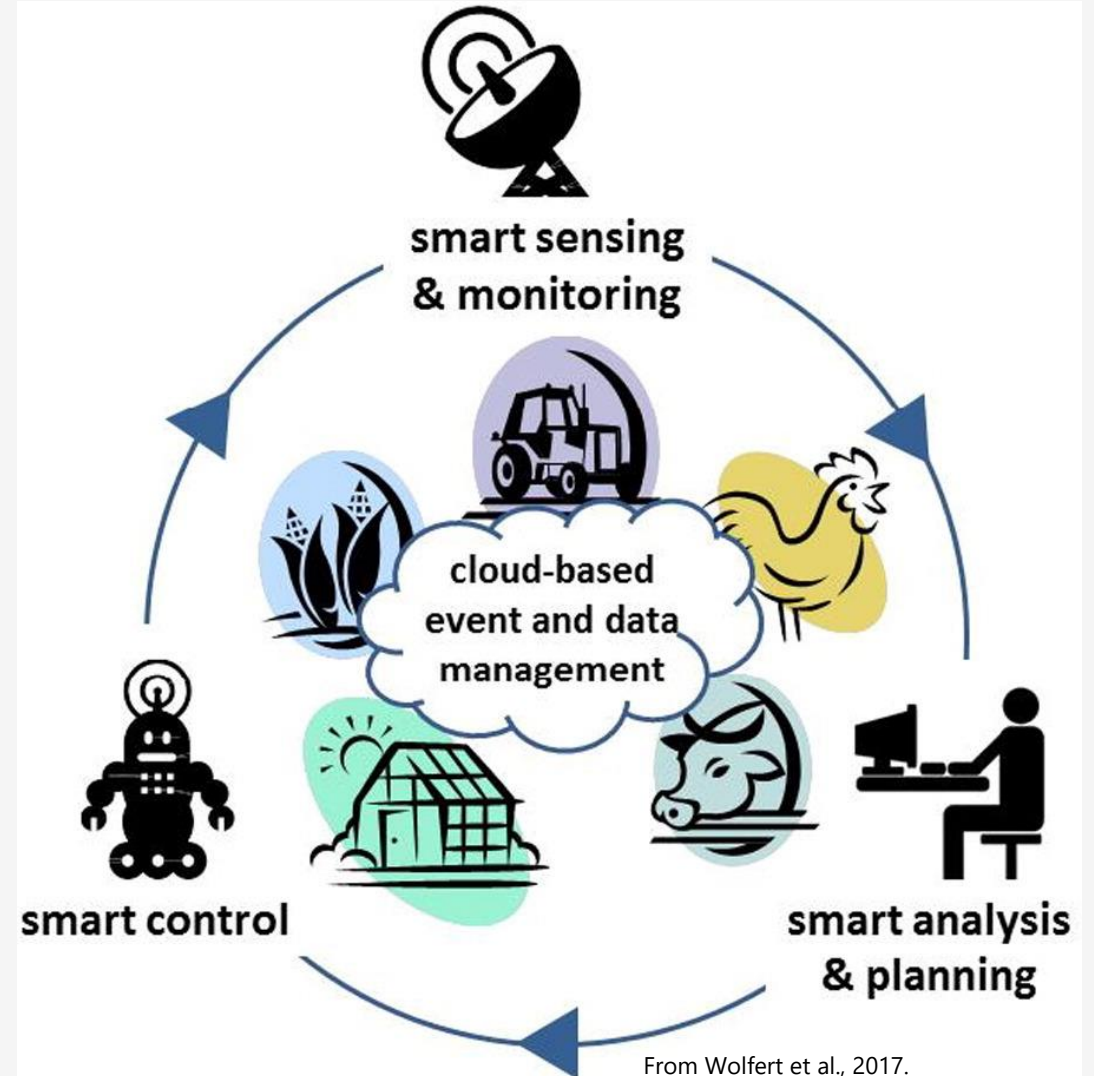 smart sensing
& monitoring
cloud-based
event and data
management
smart control
smart analysis
& planning
From Wolfert et al., 2017.